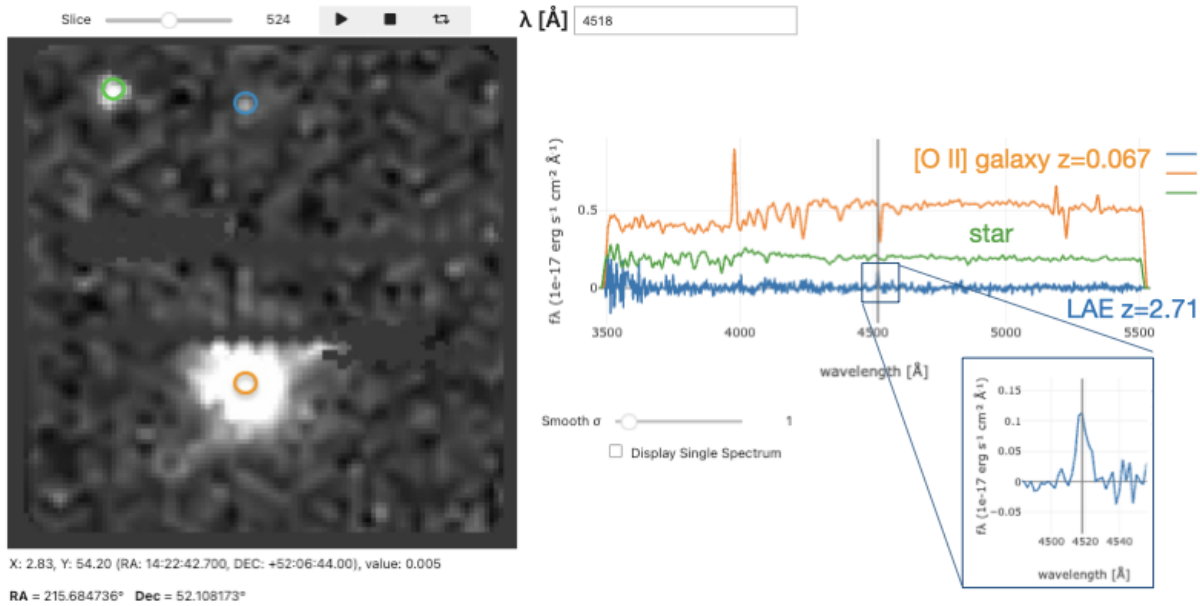 Slice 524
λ [Å] 4518
[O II] galaxy z=0.067
star
LAE z=2.71
fλ (1e-17 erg s⁻¹ cm⁻² Å⁻¹)
0.5
0
3500 4000 4500 5000 5500
wavelength [Å]
Smooth σ 1
Display Single Spectrum
fλ (1e-17 erg s⁻¹ cm⁻² Å⁻¹)
0.15
0.1
0.05
0
−0.05
4500 4520 4540
wavelength [Å]
X: 2.83, Y: 54.20 (RA: 14:22:42.700, DEC: +52:06:44.00), value: 0.005
RA = 215.684736° Dec = 52.108173°